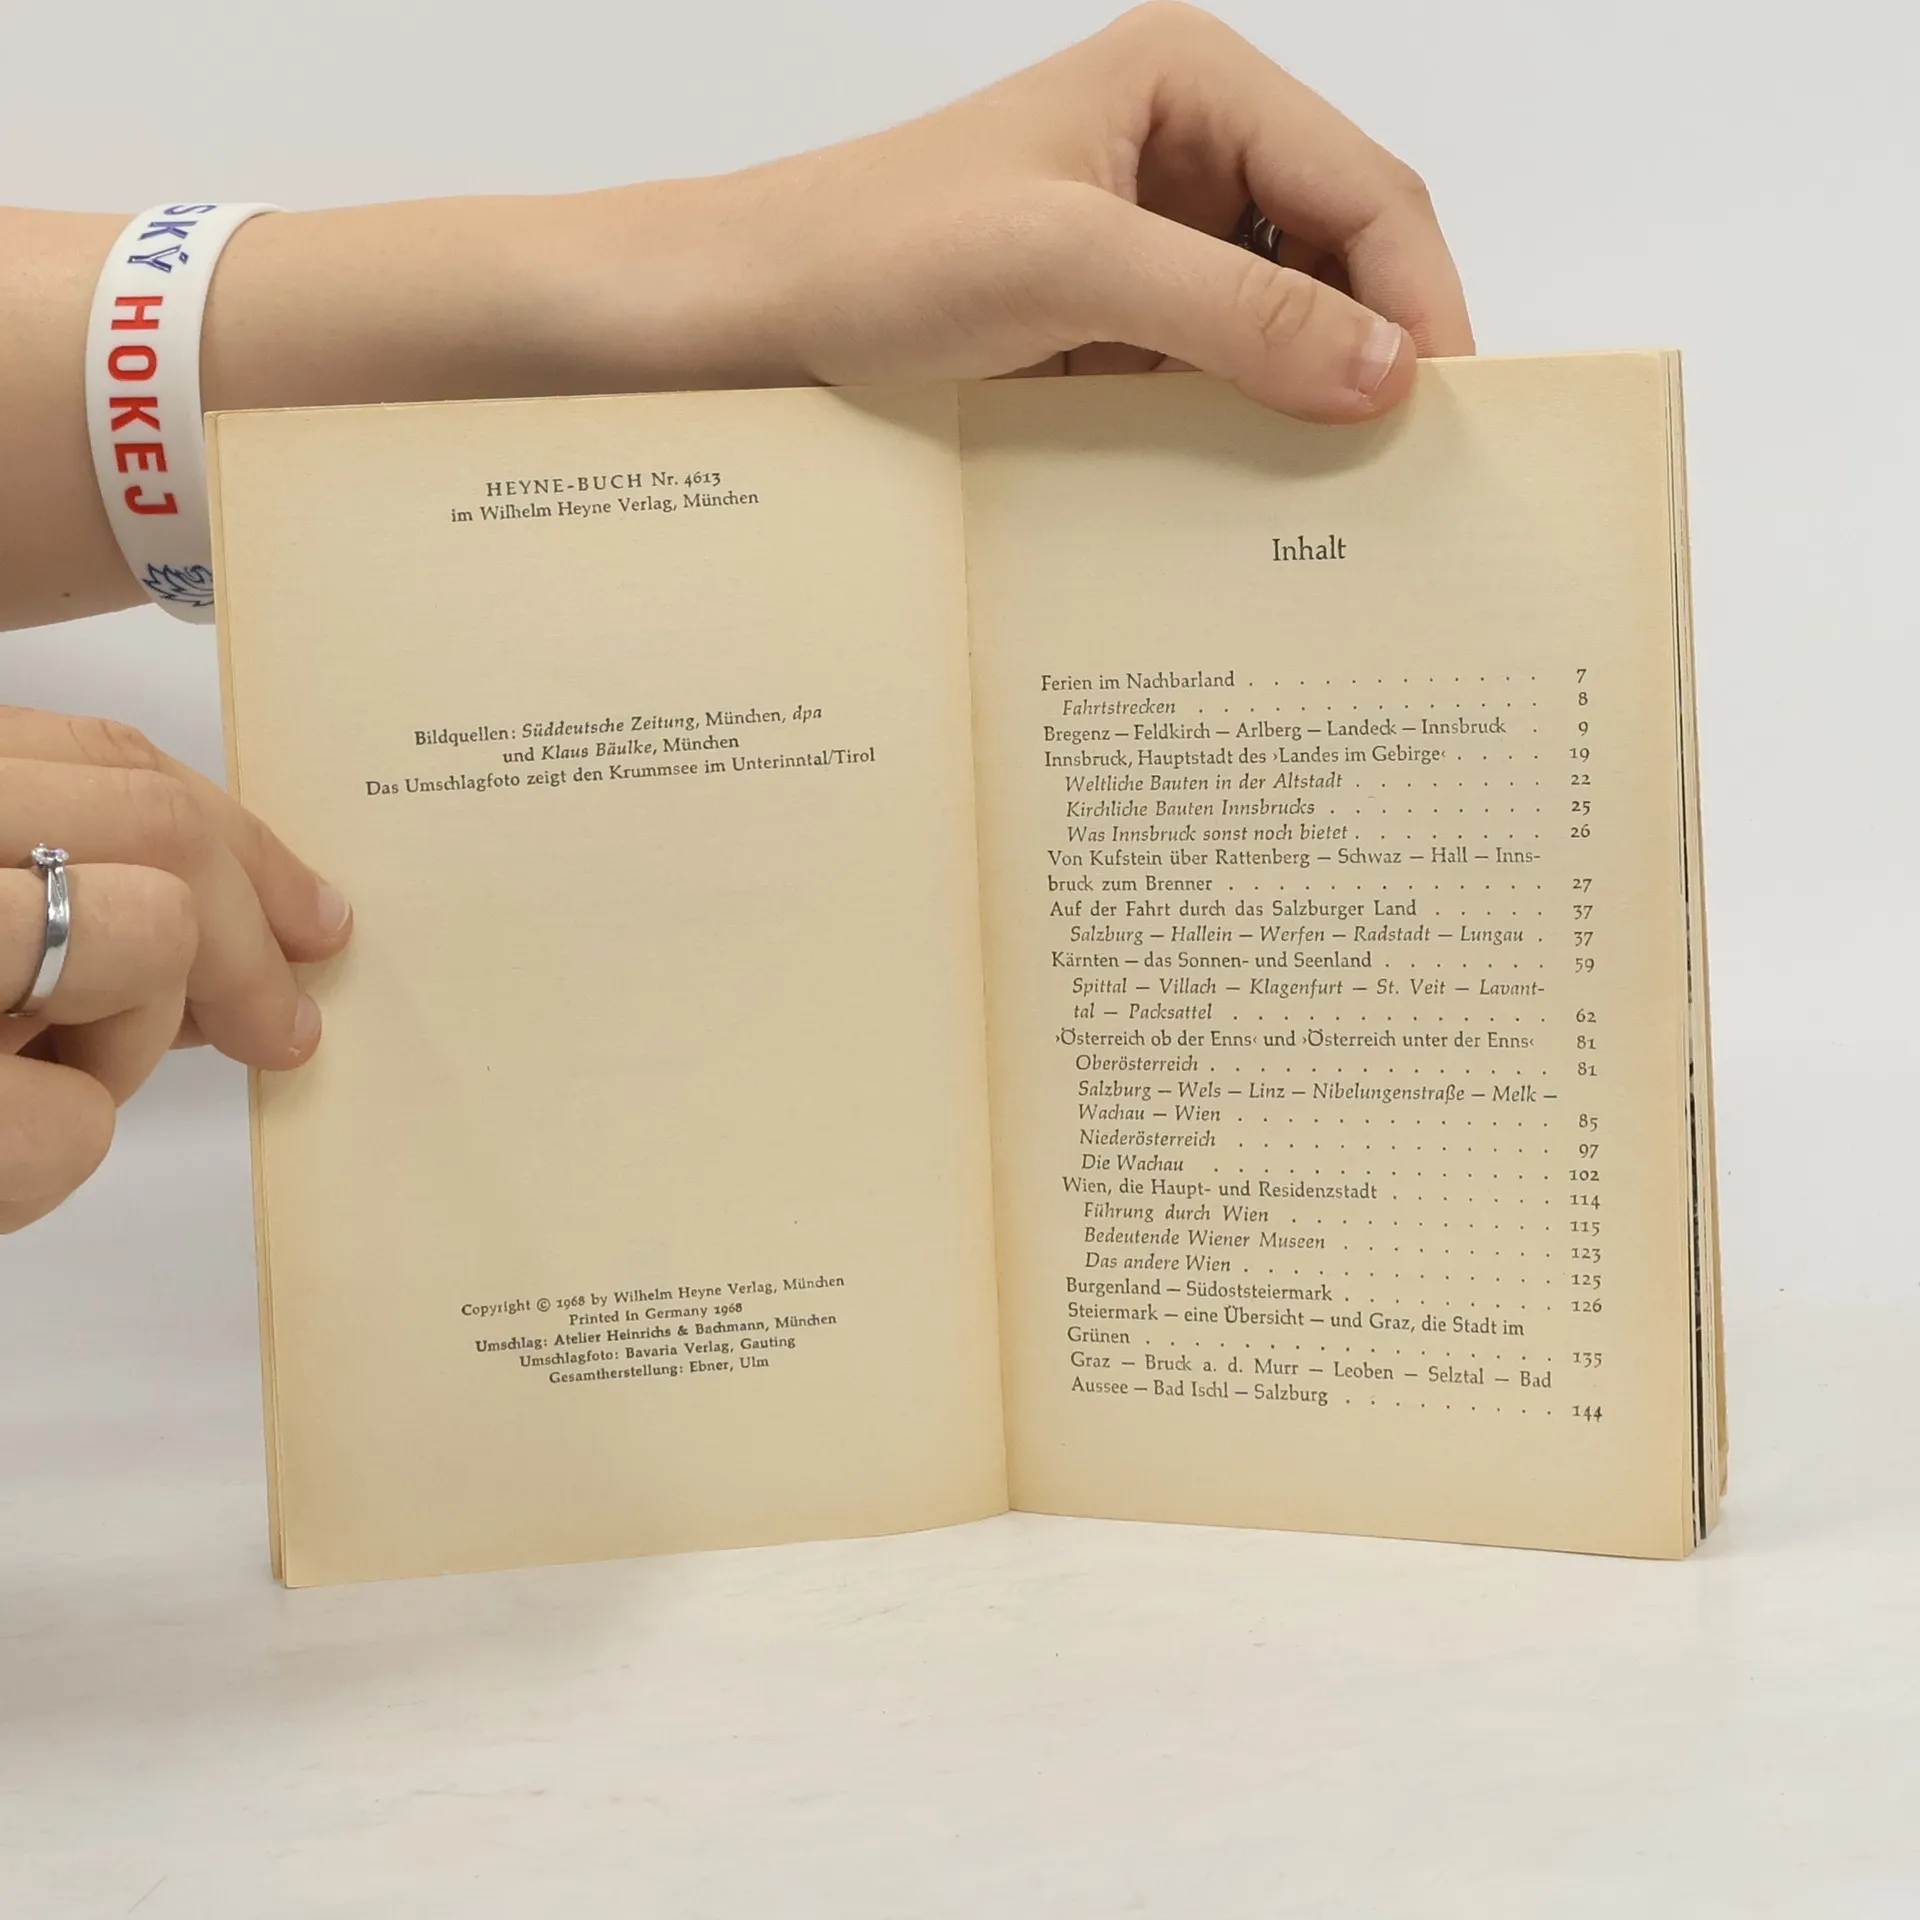 SKÝ HOKEJ
HEYNE-BUCH Nr. 4613
im Wilhelm Heyne Verlag, München
Bildquellen: Süddeutsche Zeitung, München, dpa
und Klaus Bäulke, München
Das Umschlagfoto zeigt den Krummsee im Unterinntal/Tirol
Copyright © 1968 by Wilhelm Heyne Verlag, München
Printed in Germany 1968
Umschlag: Atelier Heinrichs & Bachmann, München
Umschlagfoto: Bavaria Verlag, Gauting
Gesamtherstellung: Ebner, Ulm
Inhalt
Ferien im Nachbarland . . . . . . . . . . . . 7
Fahrtstrecken . . . . . . . . . . . . . . 8
Bregenz – Feldkirch – Arlberg – Landeck – Innsbruck . 9
Innsbruck, Hauptstadt des ›Landes im Gebirge‹ . . . . 19
Weltliche Bauten in der Altstadt . . . . . . . . 22
Kirchliche Bauten Innsbrucks . . . . . . . . . 25
Was Innsbruck sonst noch bietet . . . . . . . . 26
Von Kufstein über Rattenberg – Schwaz – Hall – Inns-
bruck zum Brenner . . . . . . . . . . . . . 27
Auf der Fahrt durch das Salzburger Land . . . . . 37
Salzburg – Hallein – Werfen – Radstadt – Lungau . 37
Kärnten – das Sonnen- und Seenland . . . . . . . 59
Spittal – Villach – Klagenfurt – St. Veit – Lavant-
tal – Packsattel . . . . . . . . . . . . . 62
›Österreich ob der Enns‹ und ›Österreich unter der Enns‹ 81
Oberösterreich . . . . . . . . . . . . . . 81
Salzburg – Wels – Linz – Nibelungenstraße – Melk –
Wachau – Wien . . . . . . . . . . . . . 85
Niederösterreich . . . . . . . . . . . . . 97
Die Wachau . . . . . . . . . . . . . . 102
Wien, die Haupt- und Residenzstadt . . . . . . . 114
Führung durch Wien . . . . . . . . . . . 115
Bedeutende Wiener Museen . . . . . . . . . 123
Das andere Wien . . . . . . . . . . . . . 125
Burgenland – Südoststeiermark . . . . . . . . . 126
Steiermark – eine Übersicht – und Graz, die Stadt im
Grünen . . . . . . . . . . . . . . . . . 135
Graz – Bruck a. d. Murr – Leoben – Selztal – Bad
Aussee – Bad Ischl – Salzburg . . . . . . . . . 144